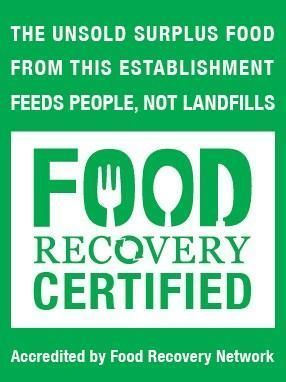 THE UNSOLD SURPLUS FOOD
FROM THIS ESTABLISHMENT
FEEDS PEOPLE, NOT LANDFILLS
FOOD
RECOVERY
CERTIFIED
Accredited by Food Recovery Network